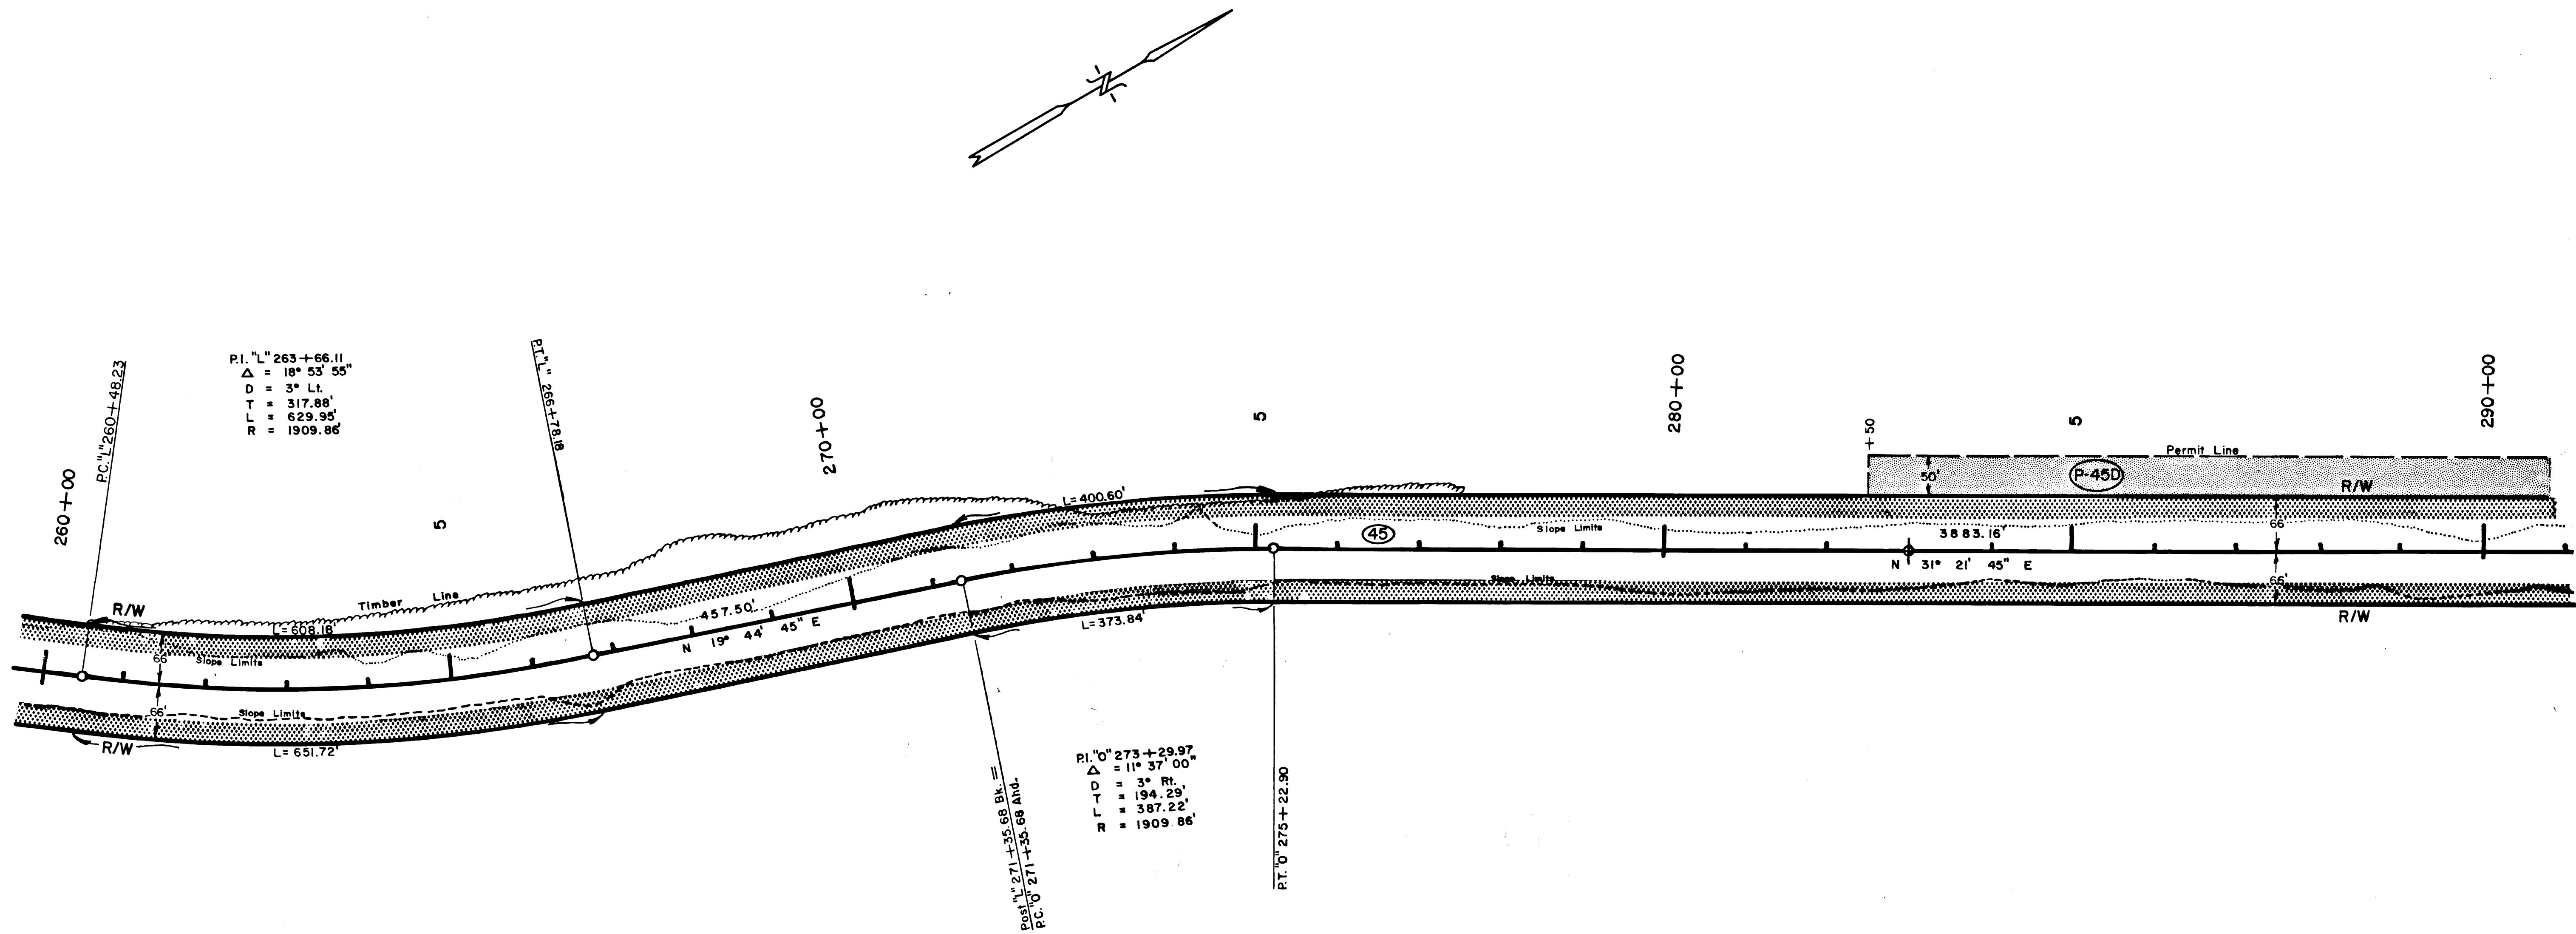 N
P.I. "L" 263+66.11
Δ = 18° 53' 55"
D = 3° Lt.
T = 317.88'
L = 629.95'
R = 1909.86'
P.C. "L" 260+48.23
P.T. "L" 266+78.18
260+00
5
270+00
5
280+00
5
290+00
+50
Permit Line
50'
P-45D
R/W
L=400.60'
45
Slope Limits
3883.16'
66'
N 31° 21' 45" E
Slope Limits
66'
R/W
Timber Line
R/W
L=608.18'
457.50'
N 19° 44' 45" E
L=373.84'
66'
Slope Limits
66'
Slope Limits
R/W
L=651.72'
P.I. "O" 273+29.97
Δ = 11° 37' 00"
D = 3° Rt.
T = 194.29'
L = 387.22'
R = 1909.86'
Post "L" 271+35.68 Bk. =
P.C. "O" 271+35.68 Ahd.
P.T. "O" 275+22.90